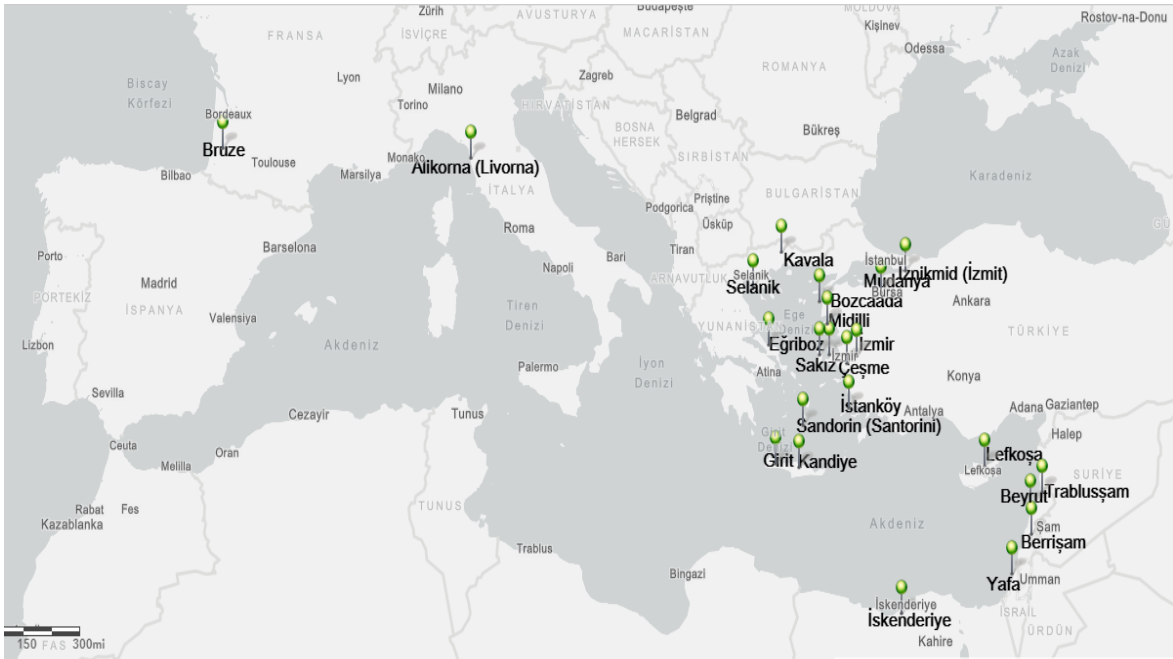 Zürih
Budapeşte
AVUSTURYA
MOLDOVA
Rostov-na-Donu
FRANSA
İSVİÇRE
MACARİSTAN
Kişinev
Odessa
Azak
Denizi
Lyon
Zagreb
ROMANYA
Biscay
Körfezi
Milano
Torino
HIRVATİSTAN
Bordeaux
Bruze
BOSNA
HERSEK
Belgrad
Bükreş
Toulouse
Monako
Alikorna (Livorna)
SIRBİSTAN
Bilbao
Marsilya
İTALYA
Karadeniz
BULGARİSTAN
Podgorica
Priştine
Üsküp
Roma
Barselona
Porto
Tiran
Bari
Napoli
Kavala
İstanbul
İznikmid (İzmit)
Mudanya
Bursa
ARNAVUTLUK
Selanik
Selanik
Madrid
PORTEKİZ
İSPANYA
Bozcaada
Ankara
Tiren
Denizi
Ege
Denizi
Midilli
Valensiya
YUNANİSTAN
TÜRKİYE
Lizbon
Akdeniz
Eğriboz
İzmir
İzmir
Sakız
Çeşme
İyon
Denizi
Palermo
Atina
Konya
Sevilla
İstanköy
Antalya
Adana
Gaziantep
Cezayir
Tunus
Sandorin (Santorini)
Halep
Girit
Denizi
Ceuta
Oran
Melilla
Girit
Kandiye
Lefkoşa
Lefkoşa
SURİYE
Beyrut
Trablusşam
Rabat
Fes
TUNUS
Kazablanka
Akdeniz
Şam
Berrişam
Trablus
Bingazi
Yafa
Umman
İskenderiye
İskenderiye
İSRAİL
ÜRDÜN
Kahire
150
300mi
FAS